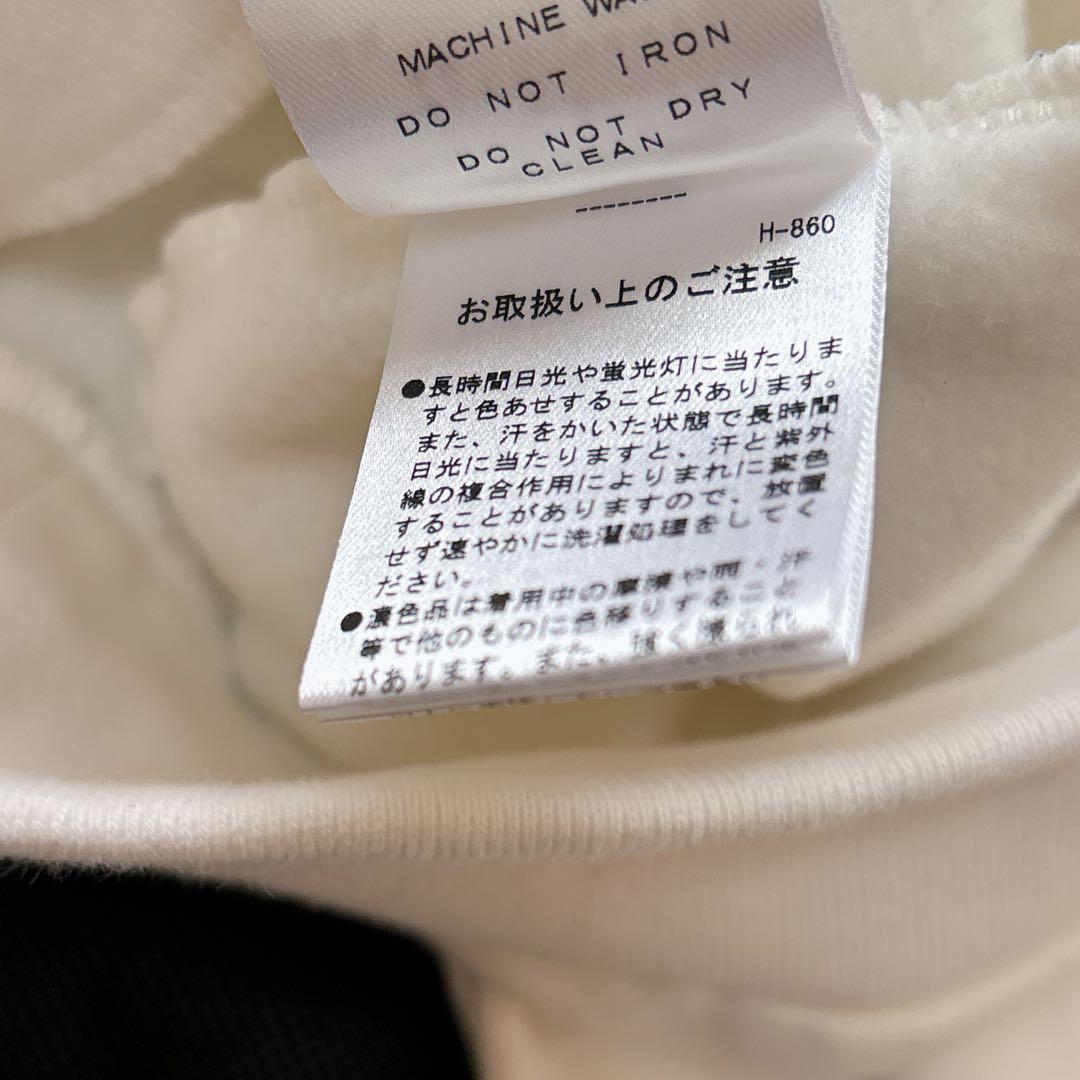 MACHINE WA
DO NOT IRON
DO NOT DRY
CLEAN
--------
H-860
お取扱い上のご注意
●長時間日光や蛍光灯に当たりま
すと色あせすることがあります。
また、汗をかいた状態で長時間
日光に当たりますと、汗と紫外
線の複合作用によりまれに変色
することがありますので、放置
せず速やかに洗濯処理をしてく
ださい。
●濃色品は着用中の摩擦や雨・汗
等で他のものに色移りすること
があります。また、強く